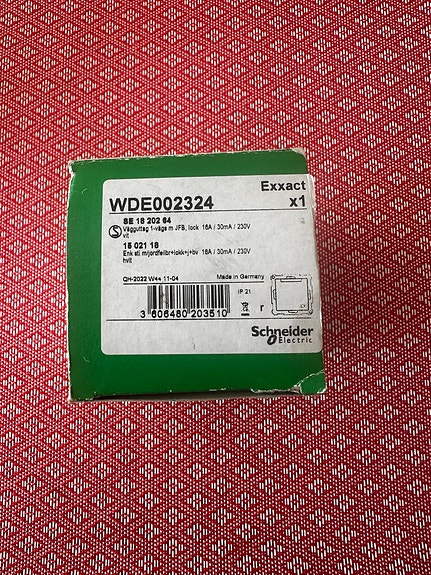 Exxact
WDE002324 x1
SE 18 202 64
S Vägguttag 1-vägs m JFB, lock 16A / 30mA / 230V
vit
15 021 18
Enk sti m/jordfeilbr+lokk+j+bv 16A / 30mA / 230V
hvit
QH-2022 W44 11-04 Made in Germany
IP 21
r
3 606480 203510
Schneider
Electric